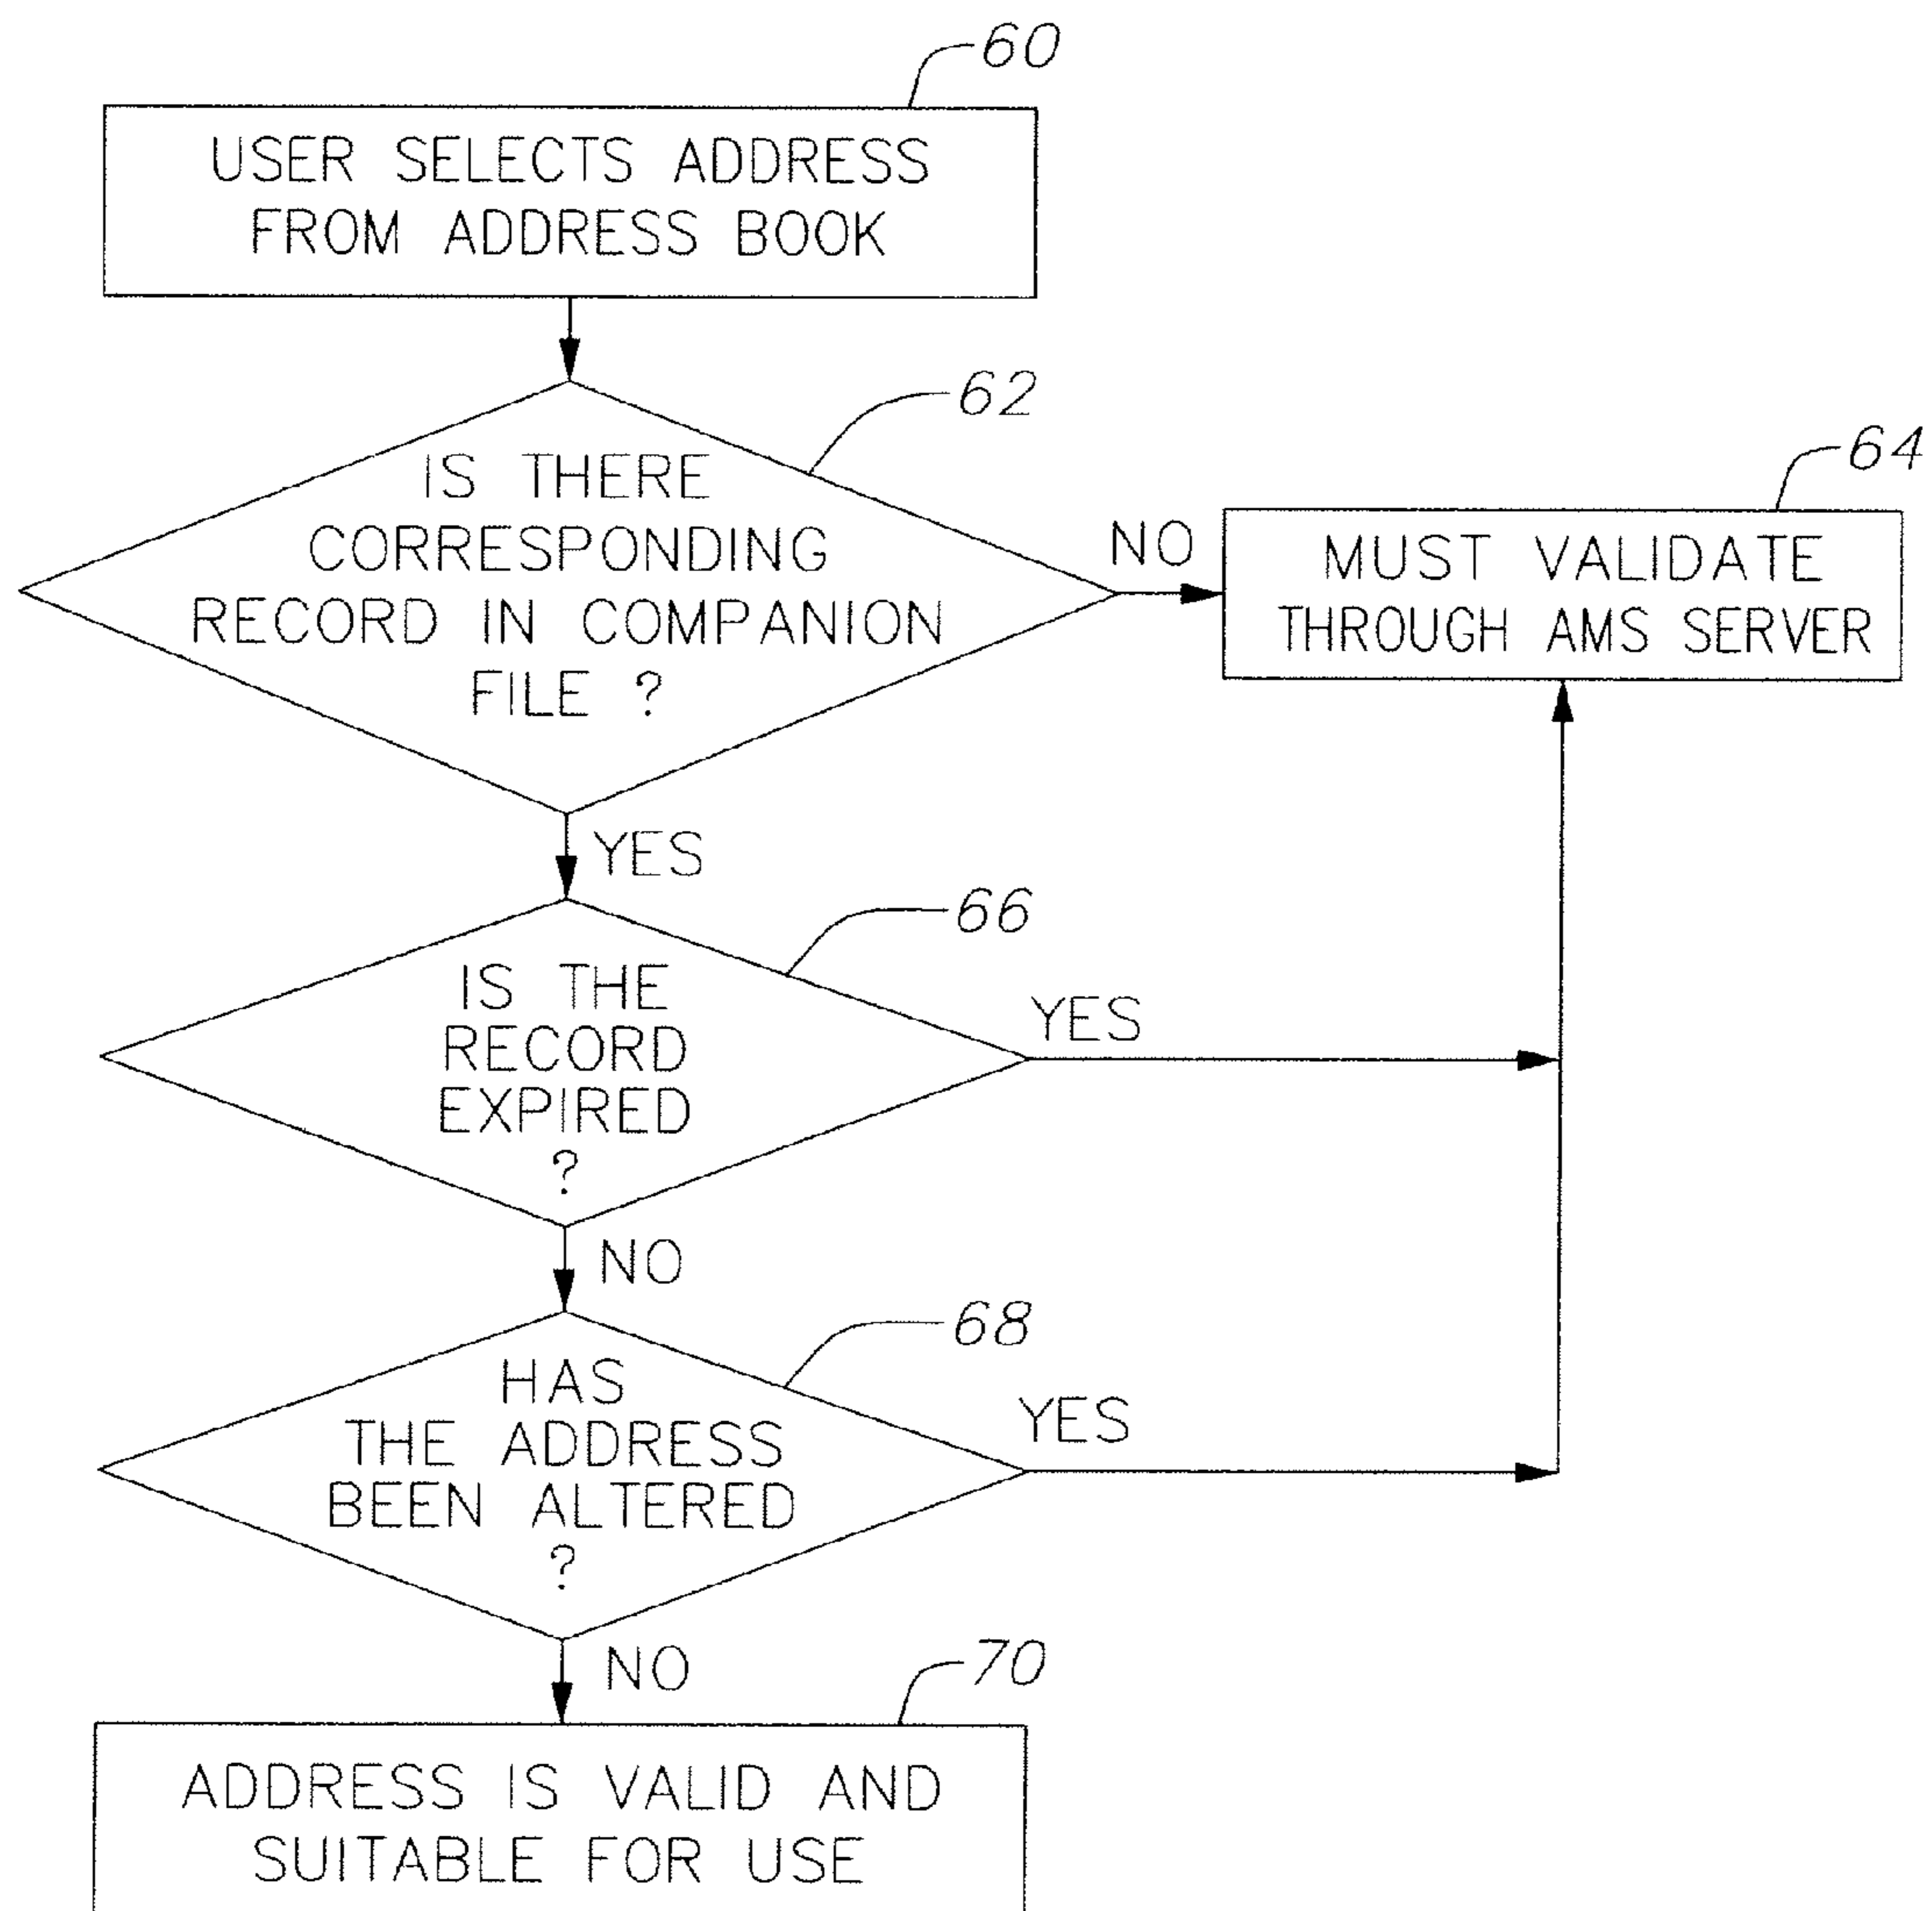 60
USER SELECTS ADDRESS
FROM ADDRESS BOOK
62
IS THERE
CORRESPONDING
RECORD IN COMPANION
FILE ?
NO
64
MUST VALIDATE
THROUGH AMS SERVER
YES
66
IS THE
RECORD
EXPIRED
?
YES
NO
68
HAS
THE ADDRESS
BEEN ALTERED
?
YES
NO
70
ADDRESS IS VALID AND
SUITABLE FOR USE